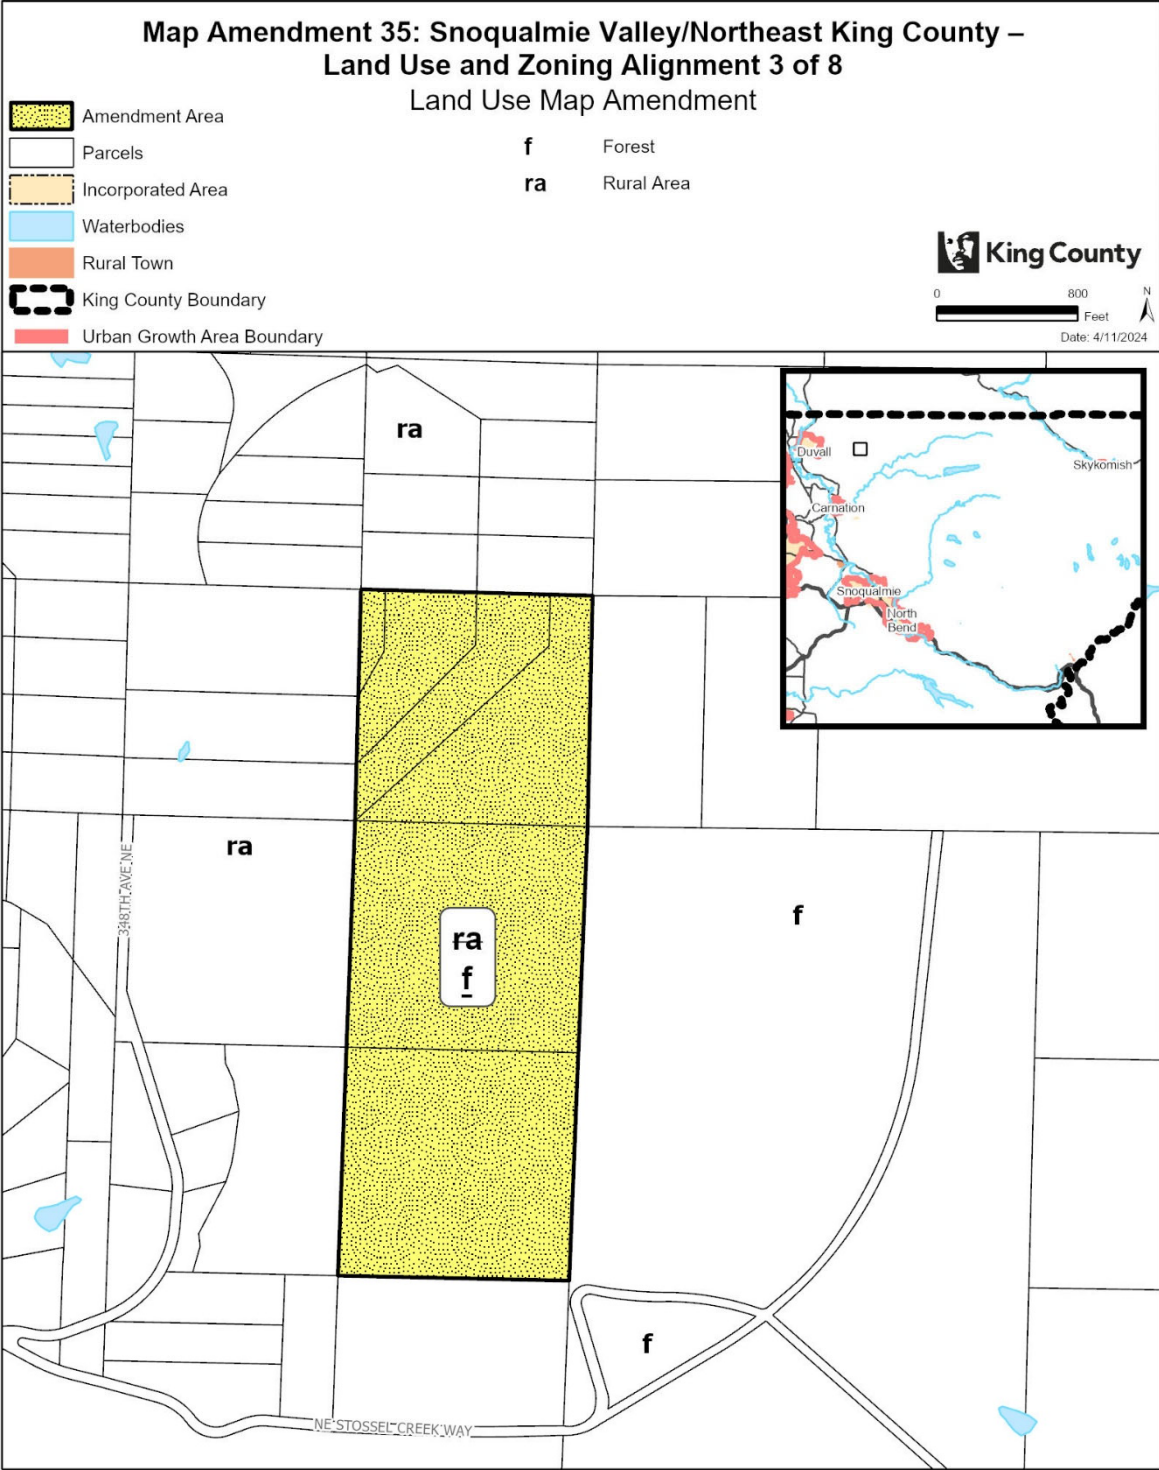 Map Amendment 35: Snoqualmie Valley/Northeast King County –
Land Use and Zoning Alignment 3 of 8
Land Use Map Amendment
Amendment Area
Parcels
Incorporated Area
Waterbodies
Rural Town
King County Boundary
Urban Growth Area Boundary
f Forest
ra Rural Area
King County
0 800
Feet
N
Date: 4/11/2024
Duvall
Skykomish
Carnation
Snoqualmie
North
Bend
ra
ra
348TH AVE NE
ra
f
f
f
NE STOSSEL CREEK WAY